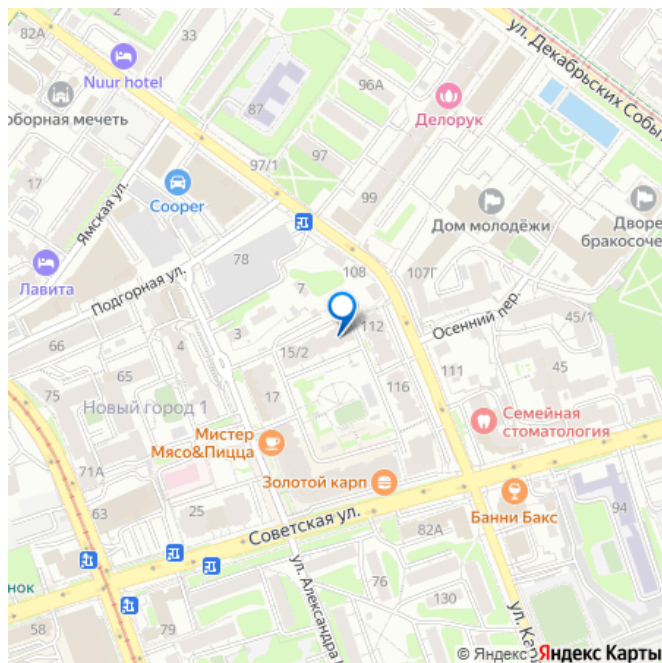 82А
33
2
ул. Декабрьских Собы
Nuur hotel
96А
оборная мечеть
87
Делорук
17
97/1
97
Cooper
99
Ямская ул.
Дом молодёжи
Дворе
бракосоче
Лавита
78
108
107Г
7
Подгорная ул.
112
Осенний пер.
45/1
3
4
66
15/2
111
45
65
75
116
17
Новый город 1
Семейная
стоматология
Мистер
Мясо&Пицца
71А
Золотой карп
63
25
Банни Бакс
94
Советская ул.
82А
нок
76
ул. Александра
130
ул. Ка
58
79
© Яндекс
Яндекс Карты